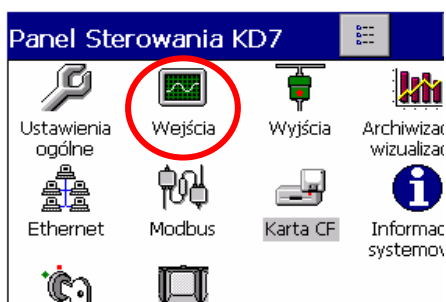 Panel Sterowania KD7
Ustawienia
ogólne
Wejścia
Wyjścia
Ethernet
Modbus
Karta CF